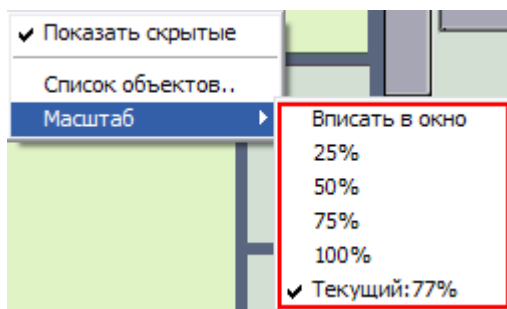 Показать скрытые
Список объектов..
Масштаб
Вписать в окно
25%
50%
75%
100%
Текущий:77%